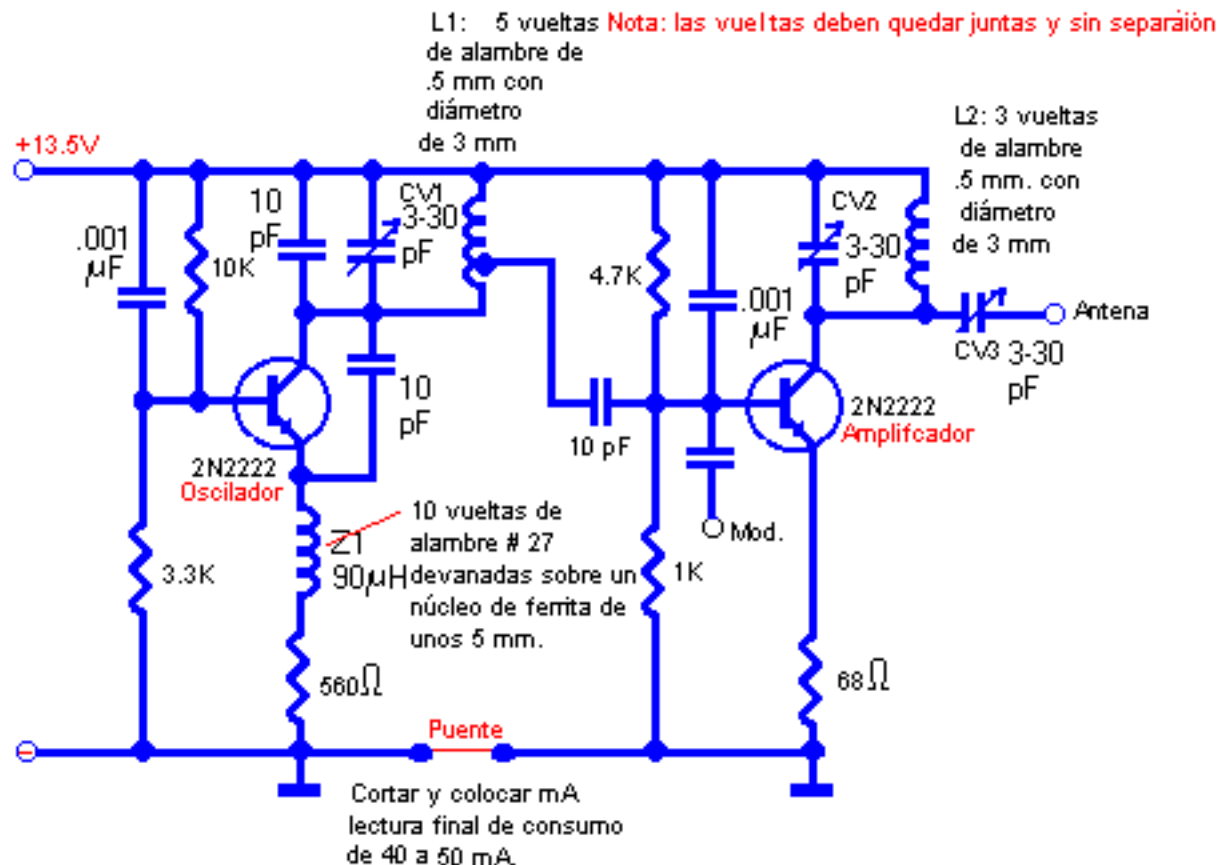 L1: 5 vueltas
de alambre de
.5 mm con
diámetro
de 3 mm
Nota: las vueltas deben quedar juntas y sin separáiòn
L2: 3 vueltas
de alambre
.5 mm. con
diámetro
de 3 mm
+13.5V
.001
µF
10K
10
pF
CV1
3-30
pF
4.7K
.001
µF
CV2
3-30
pF
Antena
CV3 3-30
pF
10
pF
10 pF
2N2222
Oscilador
2N2222
Amplifcador
Mod.
3.3K
Z1
90µH
10 vueltas de
alambre # 27
devanadas sobre un
núcleo de ferrita de
unos 5 mm.
1K
560Ω
68Ω
−
Puente
Cortar y colocar mA
lectura final de consumo
de 40 a 50 mA